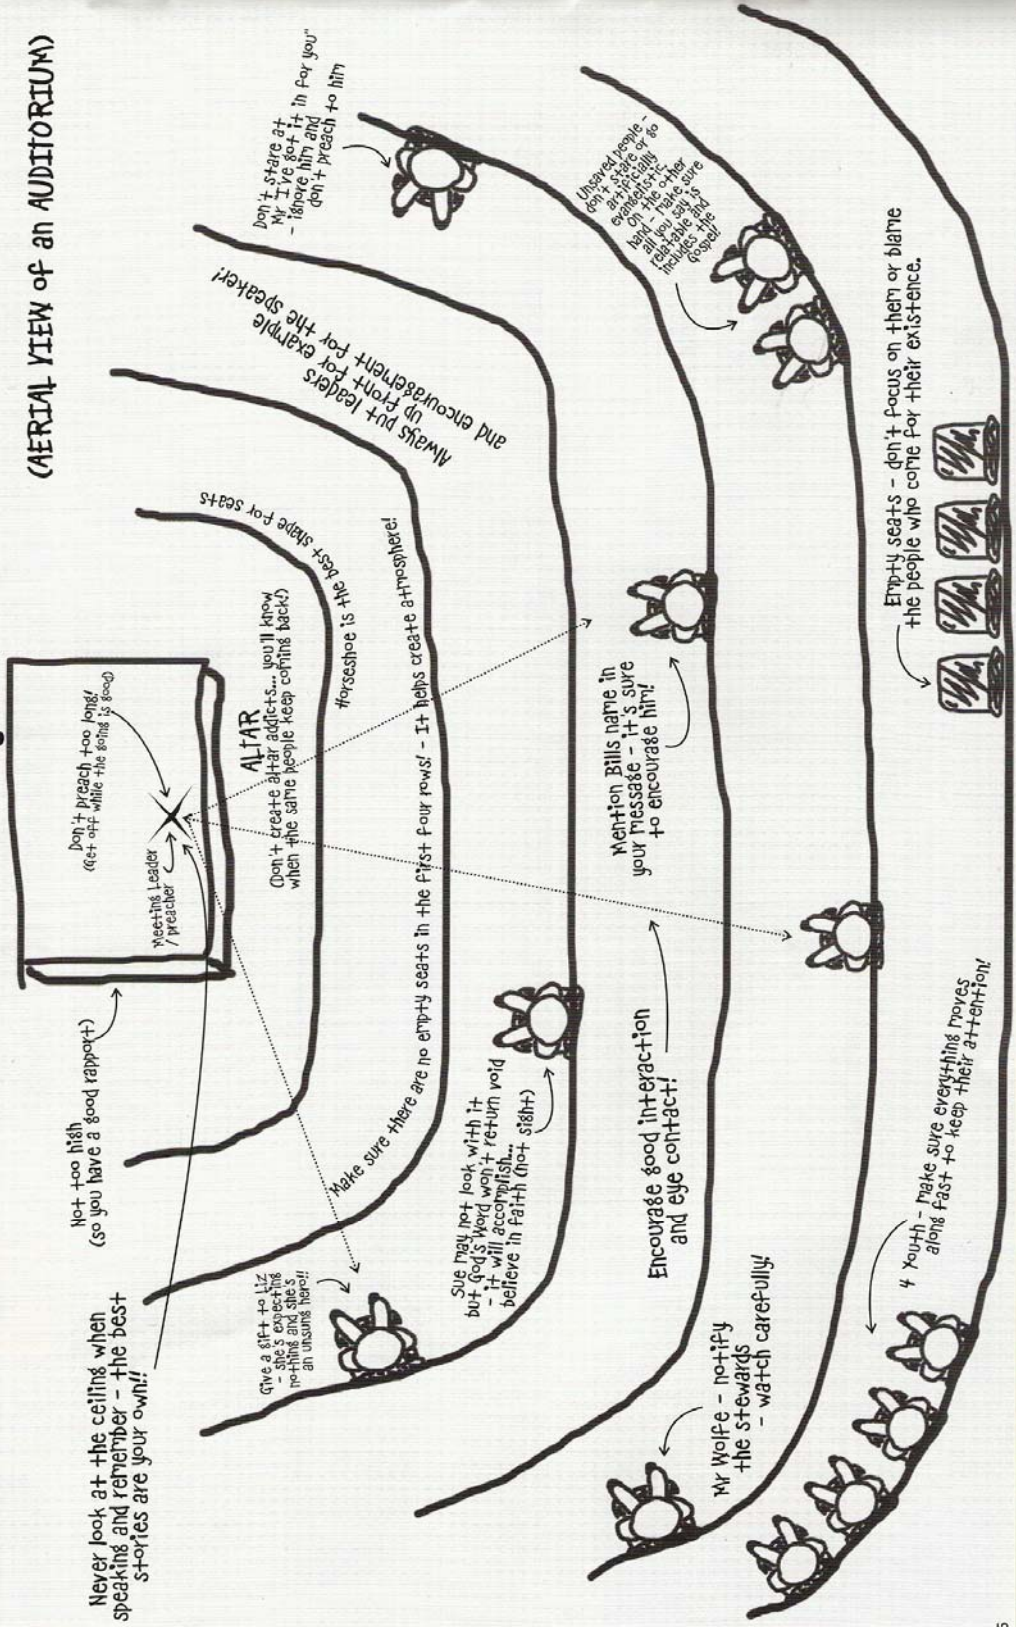 (AERIAL VIEW of an AUDITORIUM)
Never look at the ceiling when
speaking and remember - the best
stories are your own!!
Not too high
(so you have a good rapport)
Don't preach too long!
(Get off while the going is good)
Meeting Leader
/ preacher
ALTAR
(Don't create altar addicts... you'll know
when the same people keep coming back!)
Horseshoe is the best shape for seats
Make sure there are no empty seats in the first four rows! - It helps create atmosphere!
Always put leaders
up front for example
and encouragement for the speaker!
Don't stare at
Mr "I've got it in for you"
- ignore him and
don't preach to him
Give a gift to Liz
- she's expecting
nothing and she's
an unsung hero!!
Sue may not look with it
but God's Word won't return void
- it will accomplish...
believe in faith (not sight)
Mention Bills name in
your message - it's sure
to encourage him!
Unsaved people -
don't stare or go
artificially
evangelistic.
On the other
hand - make sure
all you say is
relatable and
includes the
Gospel!
Encourage good interaction
and eye contact!
Mr Wolfe - notify
the stewards
- watch carefully!
Empty seats - don't focus on them or blame
the people who come for their existence.
4 Youth - make sure everything moves
along fast to keep their attention!